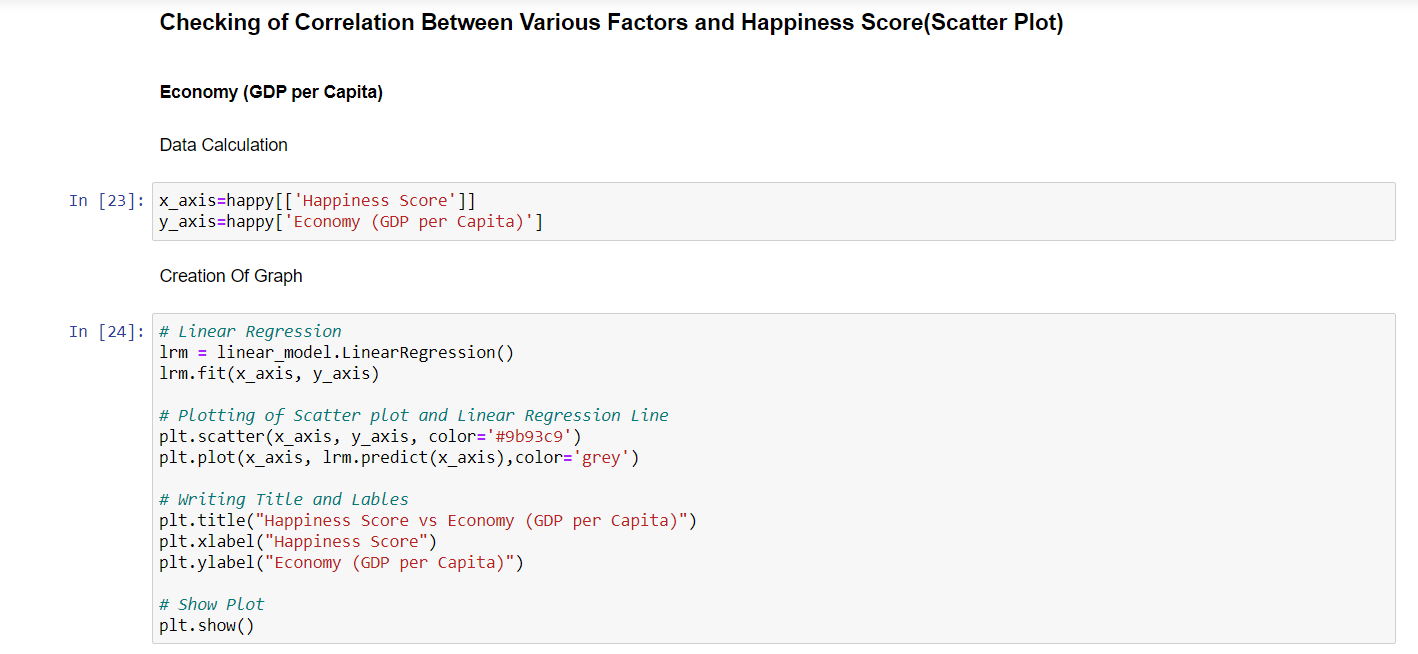 Checking of Correlation Between Various Factors and Happiness Score(Scatter Plot)
Economy (GDP per Capita)
Data Calculation
In [23]: x_axis=happy[['Happiness Score']]
y_axis=happy['Economy (GDP per Capita)']
Creation Of Graph
In [24]: # Linear Regression
lrm = linear_model.LinearRegression()
lrm.fit(x_axis, y_axis)
# Plotting of Scatter plot and Linear Regression Line
plt.scatter(x_axis, y_axis, color='#9b93c9')
plt.plot(x_axis, lrm.predict(x_axis),color='grey')
# Writing Title and Lables
plt.title("Happiness Score vs Economy (GDP per Capita)")
plt.xlabel("Happiness Score")
plt.ylabel("Economy (GDP per Capita)")
# Show Plot
plt.show()